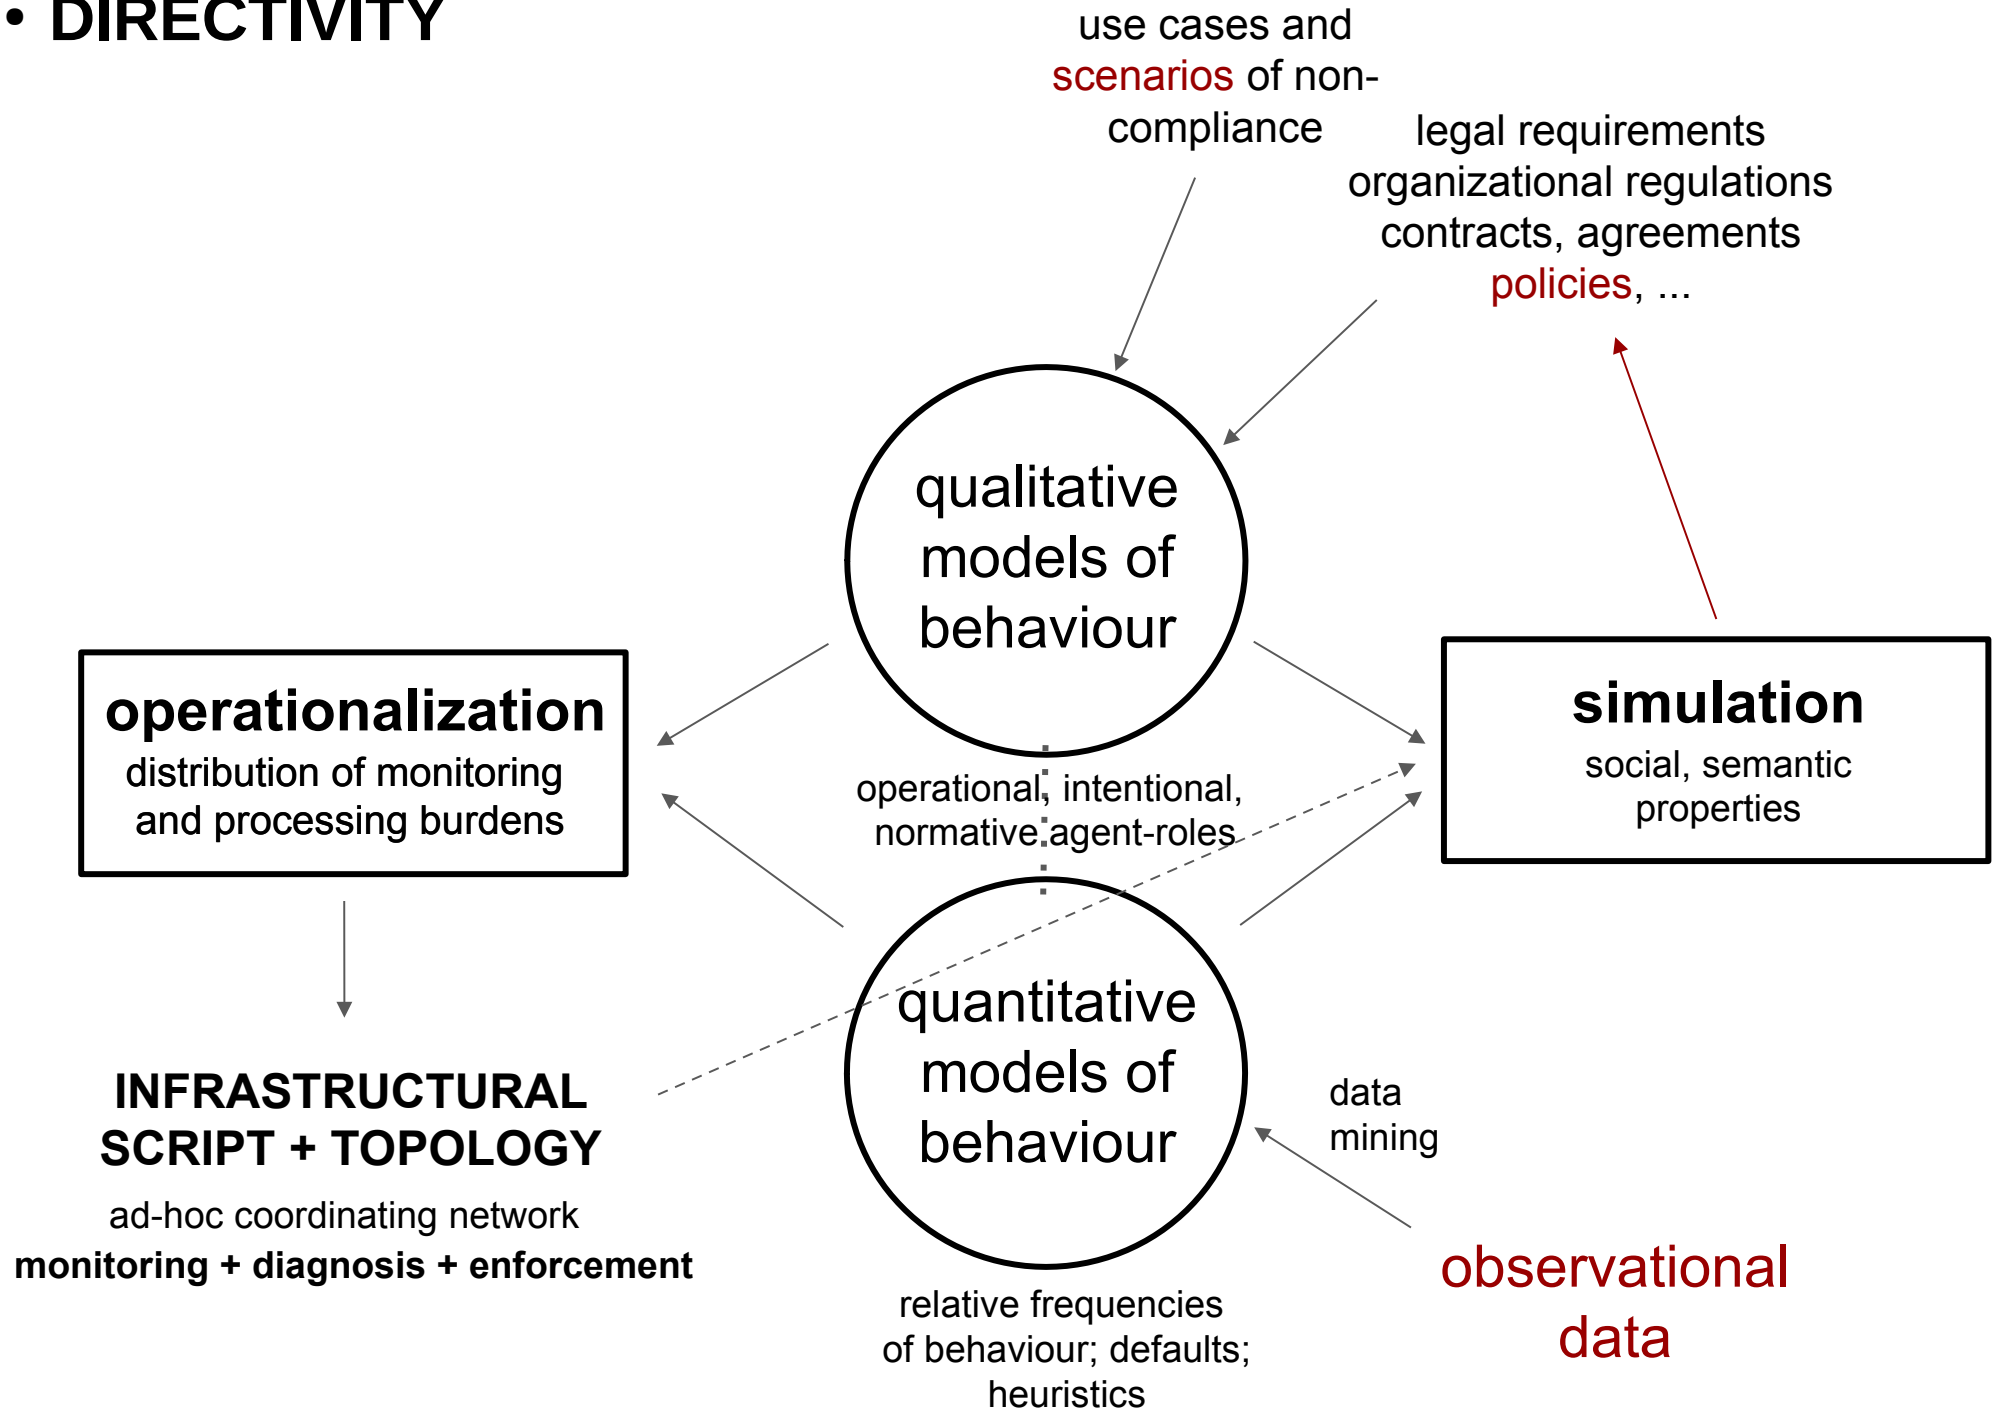 • DIRECTIVITY
use cases and
scenarios of non-
compliance
legal requirements
organizational regulations
contracts, agreements
policies, ...
qualitative
models of
behaviour
operationalization
distribution of monitoring
and processing burdens
simulation
social, semantic
properties
operational, intentional,
normative agent-roles
quantitative
models of
behaviour
INFRASTRUCTURAL
SCRIPT + TOPOLOGY
ad-hoc coordinating network
monitoring + diagnosis + enforcement
data
mining
observational
data
relative frequencies
of behaviour; defaults;
heuristics